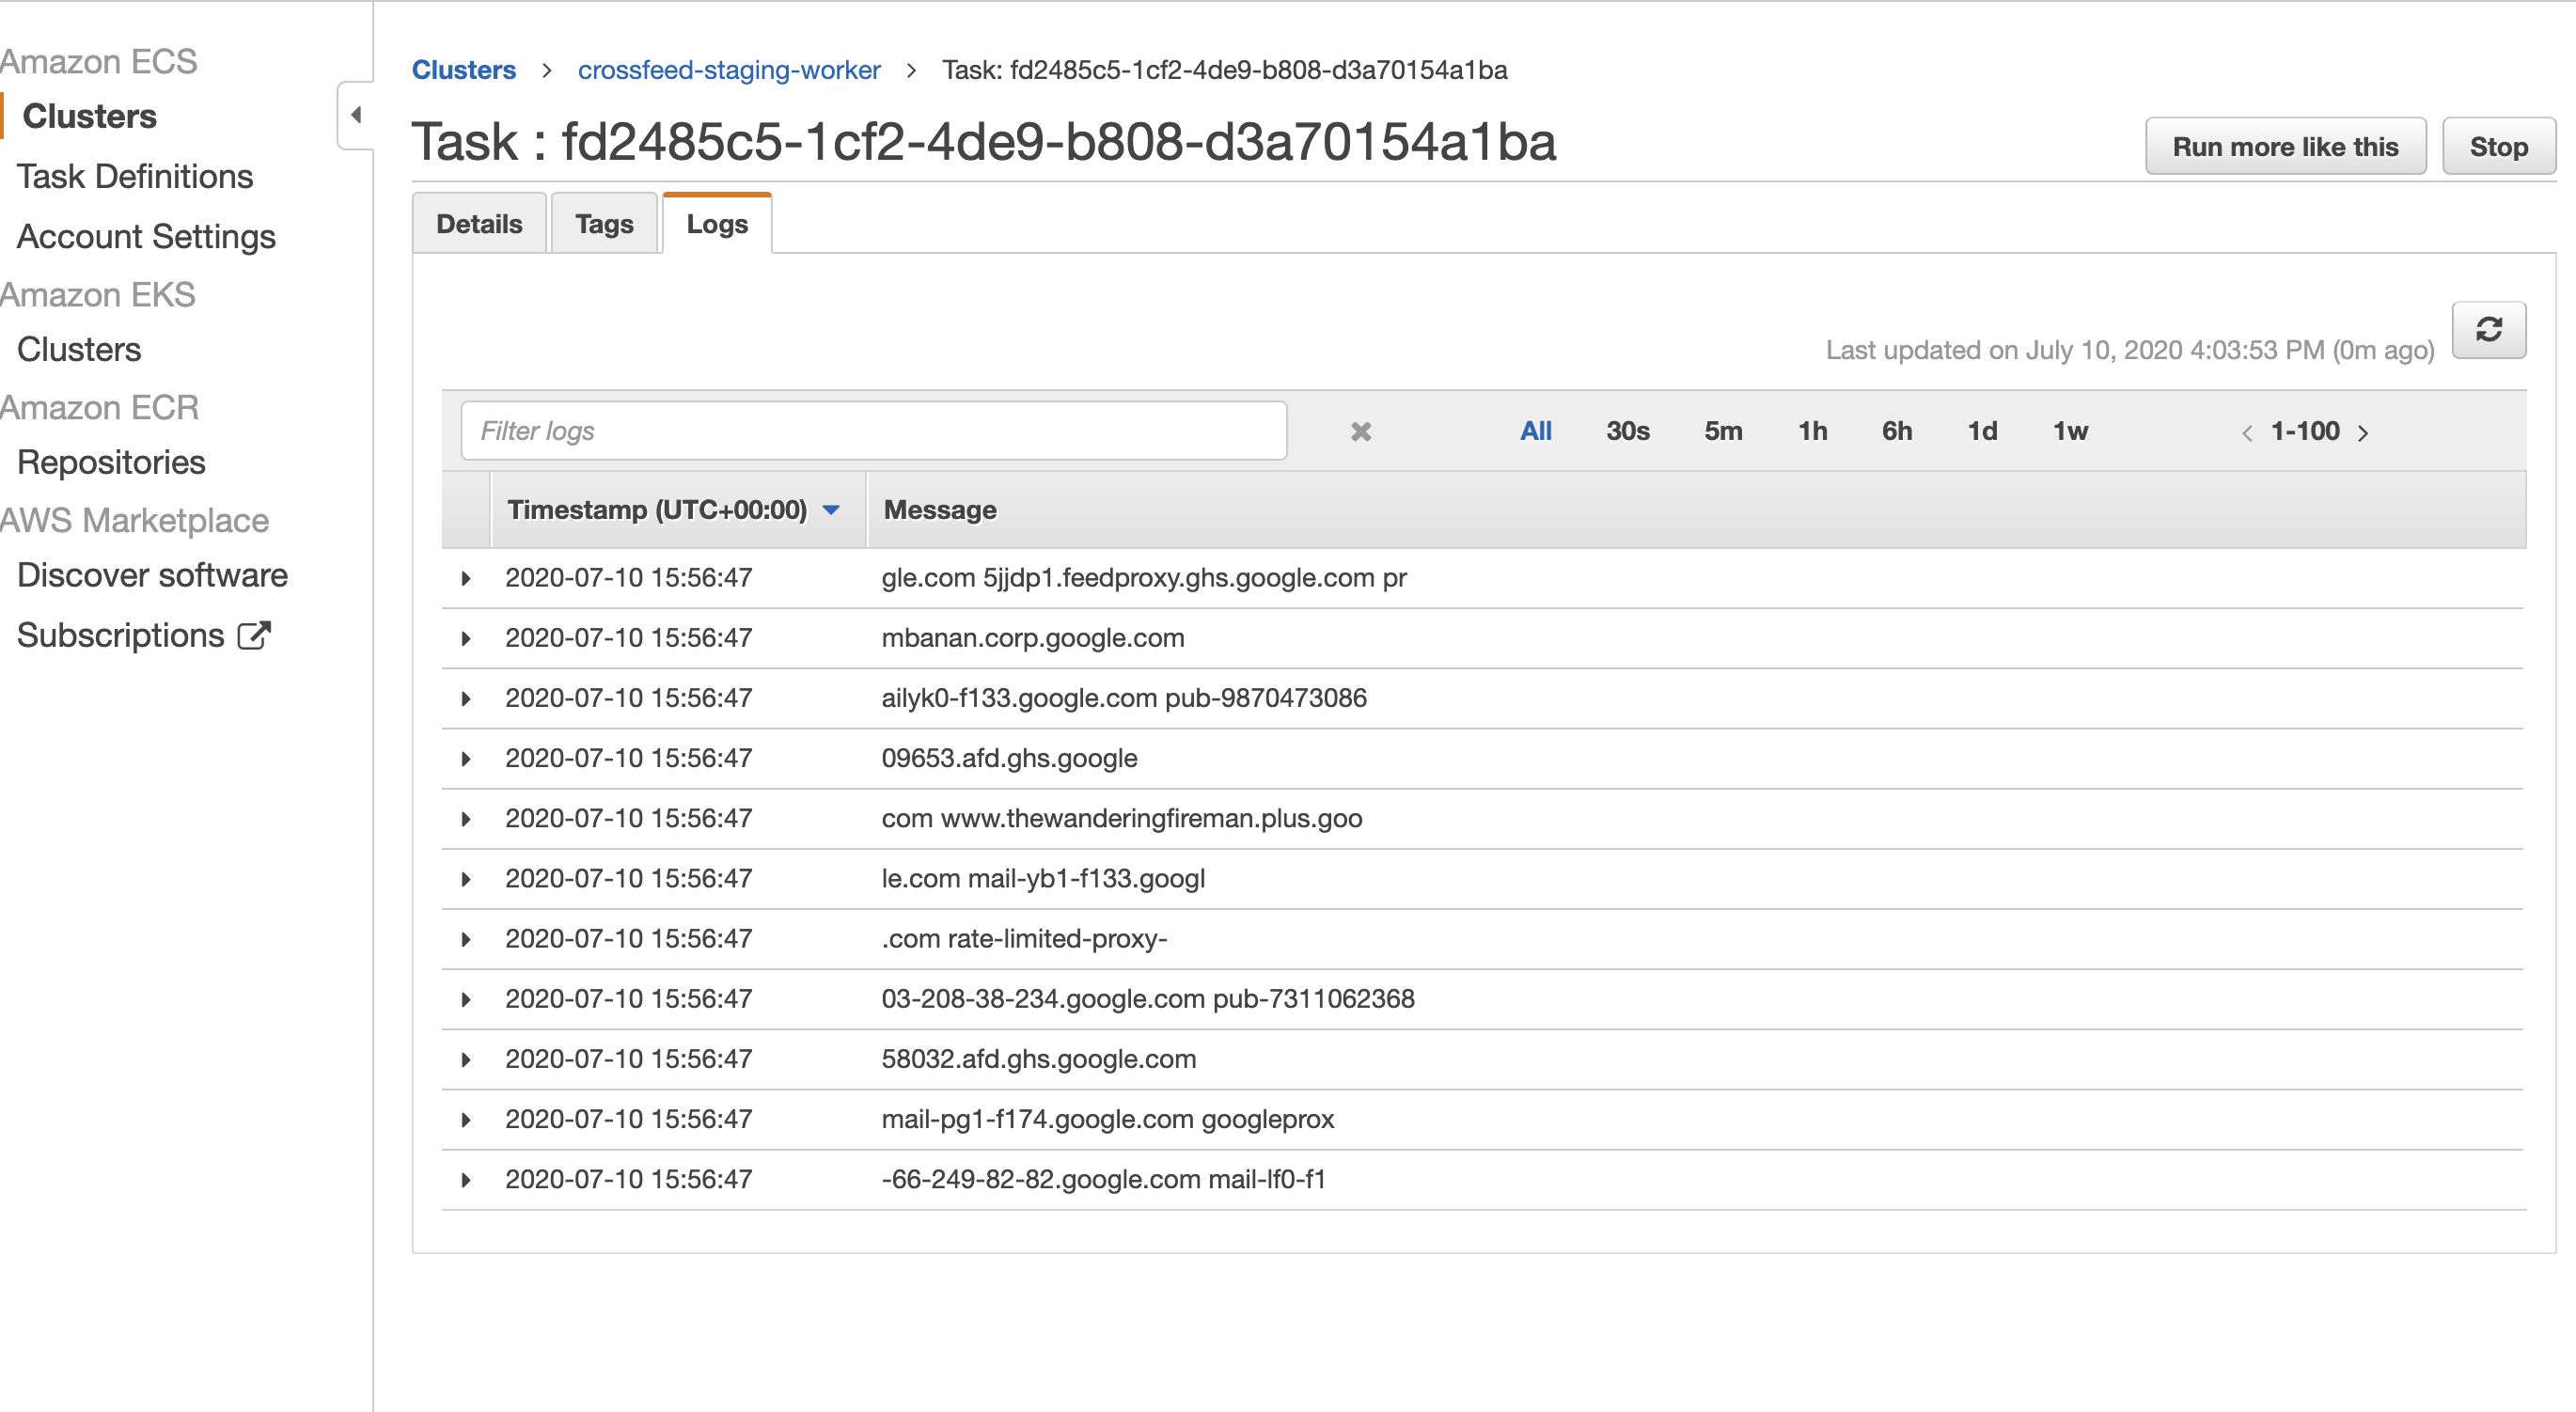 Amazon ECS
Clusters
Task Definitions
Account Settings
Amazon EKS
Clusters
Amazon ECR
Repositories
AWS Marketplace
Discover software
Subscriptions
Clusters > crossfeed-staging-worker > Task: fd2485c5-1cf2-4de9-b808-d3a70154a1ba
Task : fd2485c5-1cf2-4de9-b808-d3a70154a1ba
Run more like this Stop
Details Tags Logs
Last updated on July 10, 2020 4:03:53 PM (0m ago)
Filter logs All 30s 5m 1h 6h 1d 1w < 1-100 >
Timestamp (UTC+00:00) Message
2020-07-10 15:56:47 gle.com 5jjdp1.feedproxy.ghs.google.com pr
2020-07-10 15:56:47 mbanan.corp.google.com
2020-07-10 15:56:47 ailyk0-f133.google.com pub-9870473086
2020-07-10 15:56:47 09653.afd.ghs.google
2020-07-10 15:56:47 com www.thewanderingfireman.plus.goo
2020-07-10 15:56:47 le.com mail-yb1-f133.googl
2020-07-10 15:56:47 .com rate-limited-proxy-
2020-07-10 15:56:47 03-208-38-234.google.com pub-7311062368
2020-07-10 15:56:47 58032.afd.ghs.google.com
2020-07-10 15:56:47 mail-pg1-f174.google.com googleprox
2020-07-10 15:56:47 -66-249-82-82.google.com mail-lf0-f1